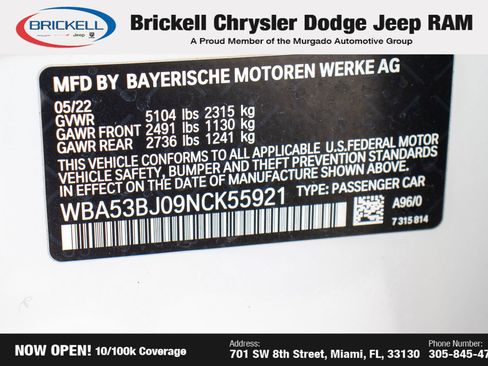 BRICKELL
Brickell Chrysler Dodge Jeep RAM
A Proud Member of the Murgado Automotive Group
MFD BY BAYERISCHE MOTOREN WERKE AG
05/22
GVWR 5104 lbs 2315 kg
GAWR FRONT 2491 lbs 1130 kg
GAWR REAR 2736 lbs 1241 kg
THIS VEHICLE CONFORMS TO ALL APPLICABLE U.S.FEDERAL MOTOR
VEHICLE SAFETY, BUMPER, AND THEFT PREVENTION STANDARDS
IN EFFECT ON THE DATE OF MANUFACTURE SHOWN ABOVE.
WBA53BJ09NCK55921 TYPE: PASSENGER CAR
A96/0
7315814
NOW OPEN! 10/100k Coverage
Address:
701 SW 8th Street, Miami, FL, 33130
Phone Number:
305-845-47